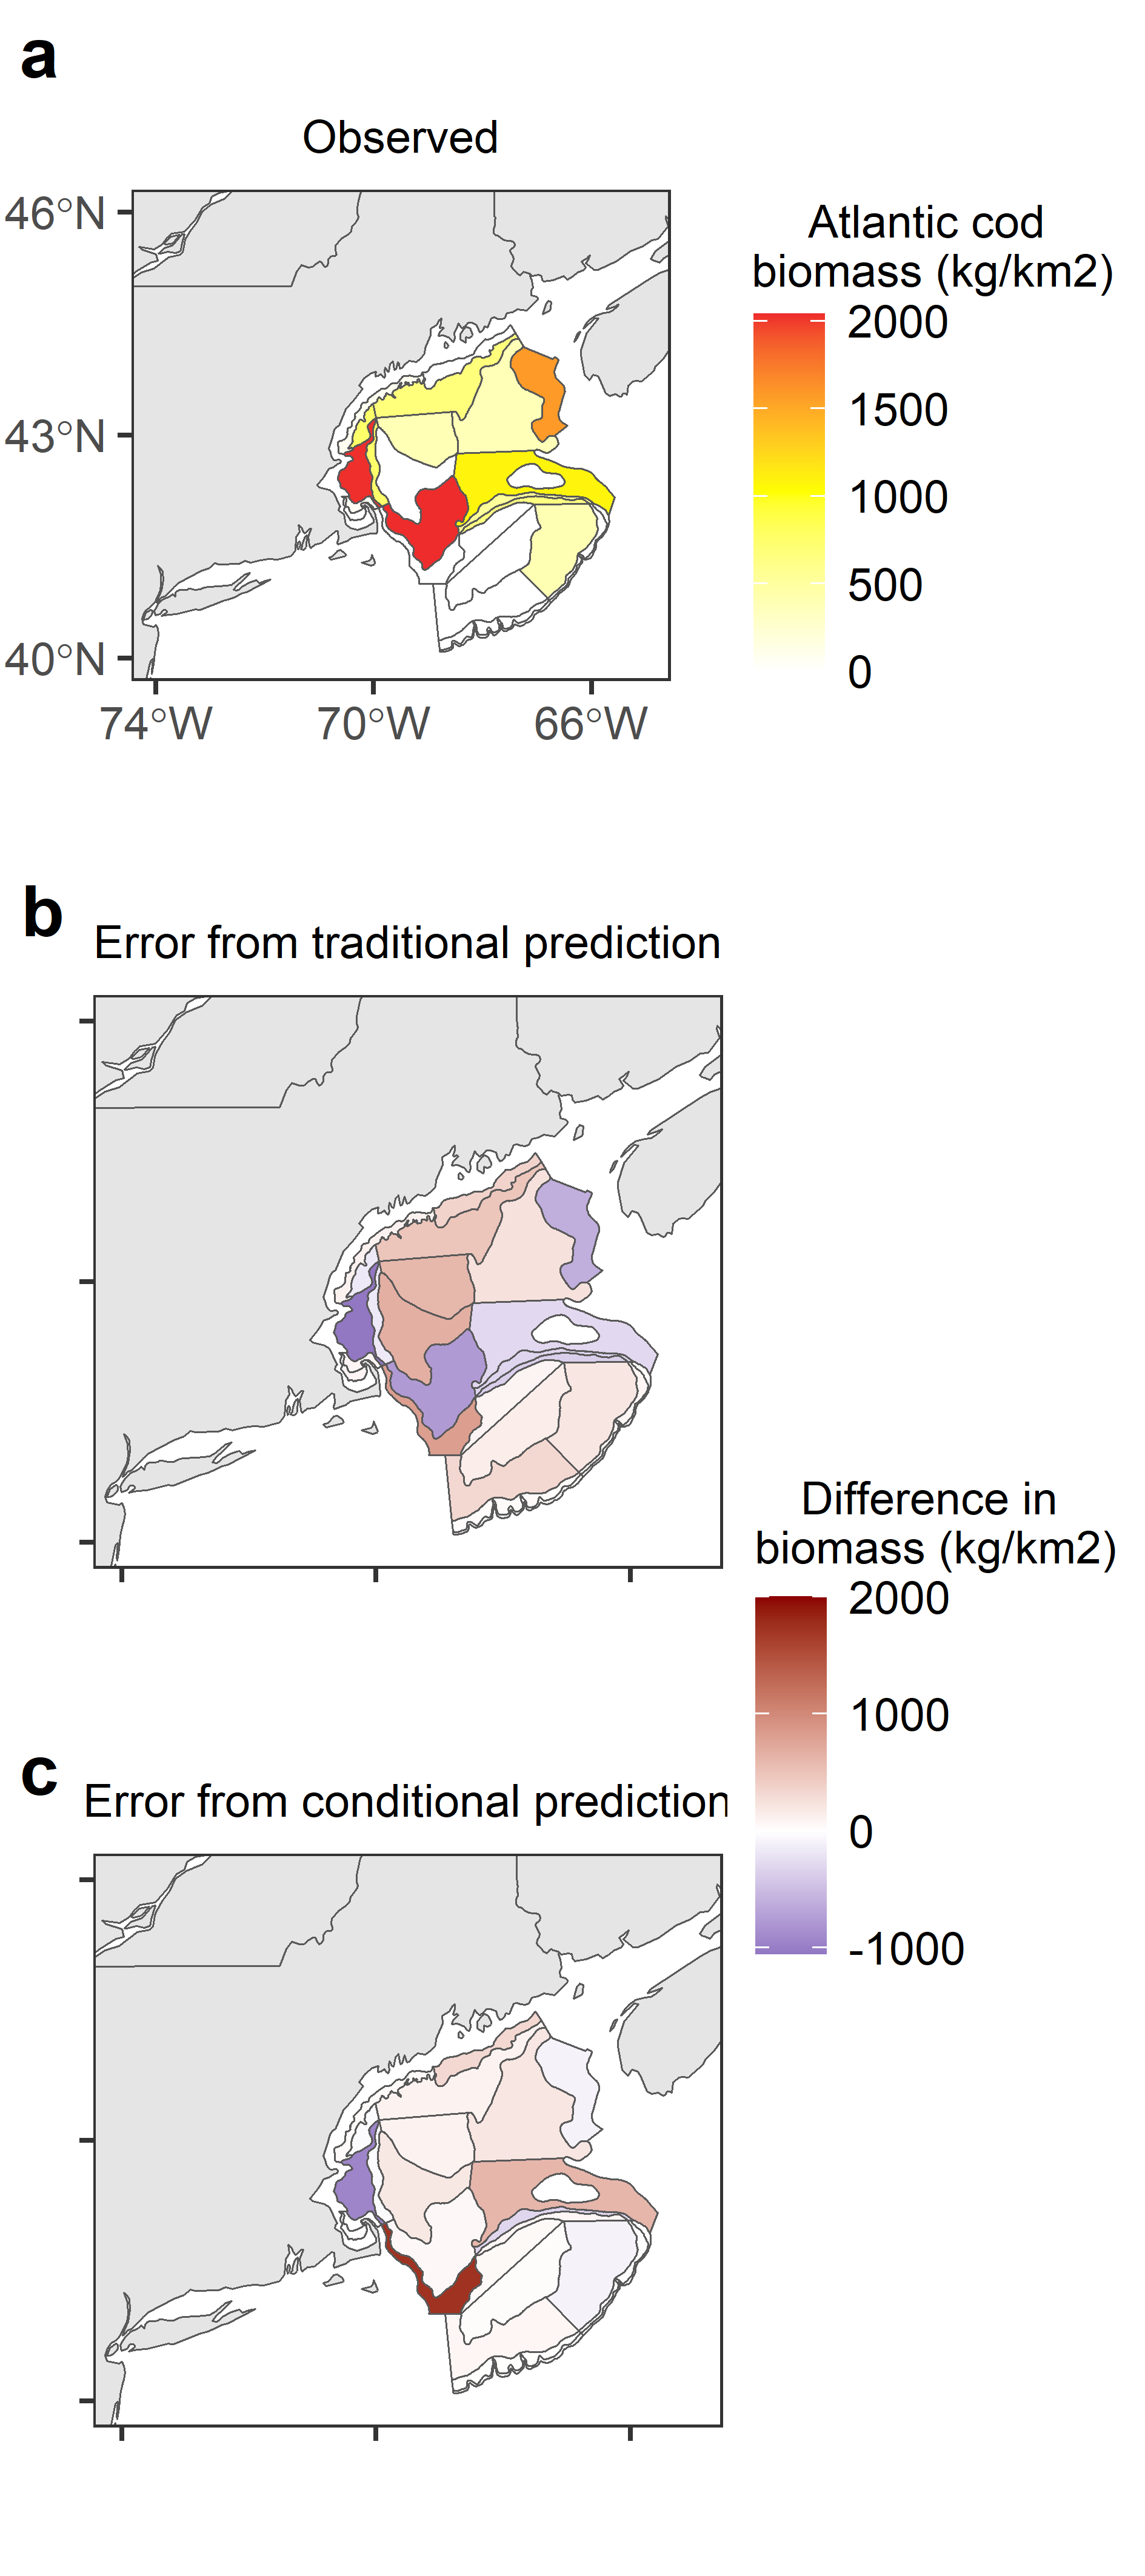 a
Observed
46°N
43°N
40°N
74°W
70°W
66°W
Atlantic cod
biomass (kg/km2)
2000
1500
1000
500
0
b
Error from traditional prediction
Difference in
biomass (kg/km2)
2000
1000
0
-1000
c
Error from conditional prediction